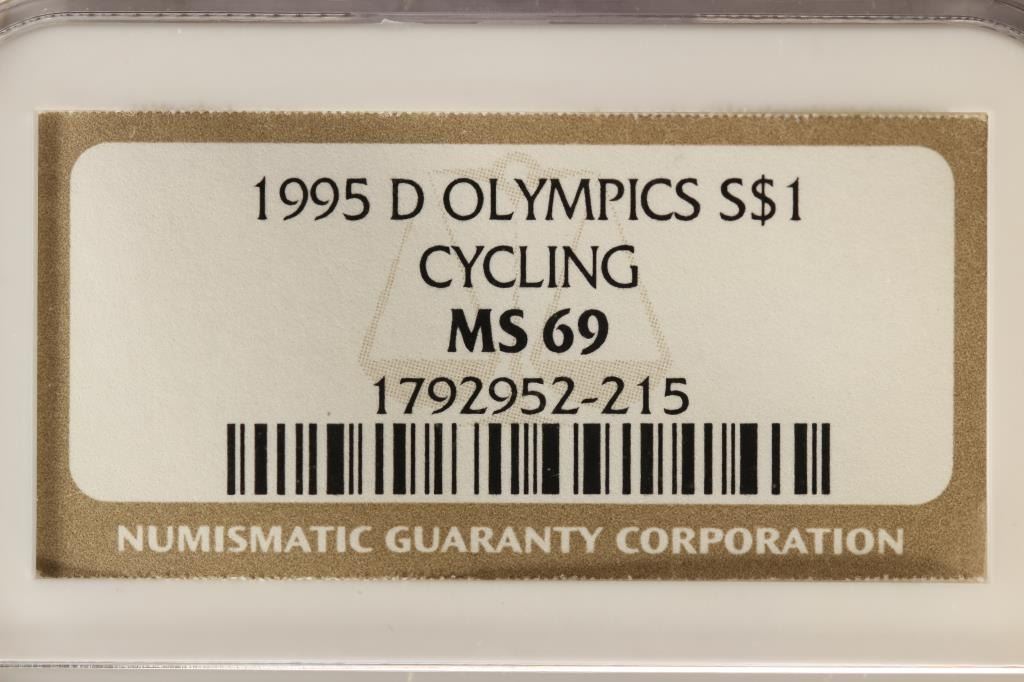 1995 D OLYMPICS S$1
CYCLING
MS 69
1792952-215
NUMISMATIC GUARANTY CORPORATION